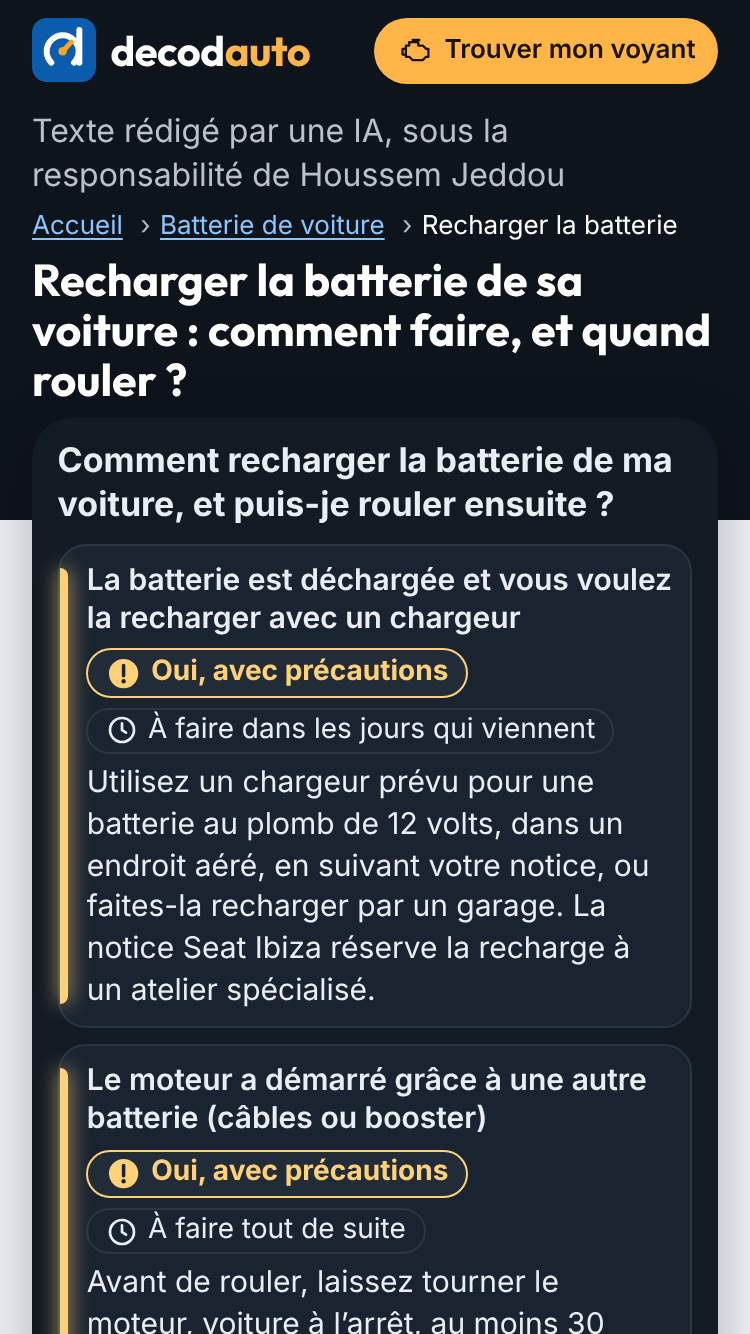 decodauto
Trouver mon voyant
Texte rédigé par une IA, sous la
responsabilité de Houssem Jeddou
Accueil › Batterie de voiture › Recharger la batterie
Recharger la batterie de sa
voiture : comment faire, et quand
rouler ?
Comment recharger la batterie de ma
voiture, et puis-je rouler ensuite ?
La batterie est déchargée et vous voulez
la recharger avec un chargeur
Oui, avec précautions
À faire dans les jours qui viennent
Utilisez un chargeur prévu pour une
batterie au plomb de 12 volts, dans un
endroit aéré, en suivant votre notice, ou
faites-la recharger par un garage. La
notice Seat Ibiza réserve la recharge à
un atelier spécialisé.
Le moteur a démarré grâce à une autre
batterie (câbles ou booster)
Oui, avec précautions
À faire tout de suite
Avant de rouler, laissez tourner le
moteur, voiture à l’arrêt, au moins 30